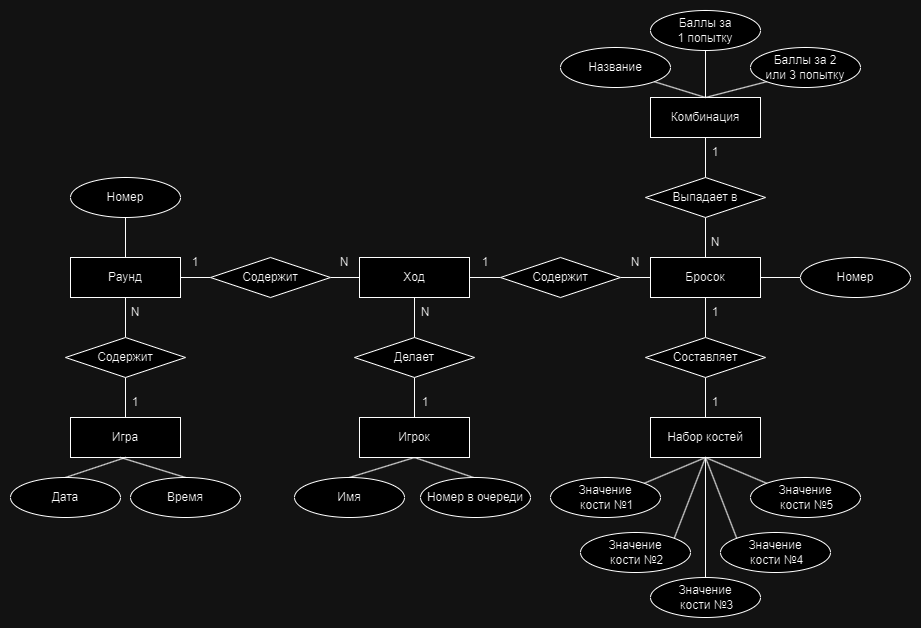 Баллы за
1 попытку
Название
Баллы за 2
или 3 попытку
Комбинация
1
Выпадает в
N
Номер
Раунд
1
Содержит
N
Ход
1
Содержит
N
Бросок
Номер
N
N
1
Содержит
Делает
Составляет
1
1
1
Игра
Игрок
Набор костей
Дата
Время
Имя
Номер в очереди
Значение
кости №1
Значение
кости №5
Значение
кости №2
Значение
кости №4
Значение
кости №3